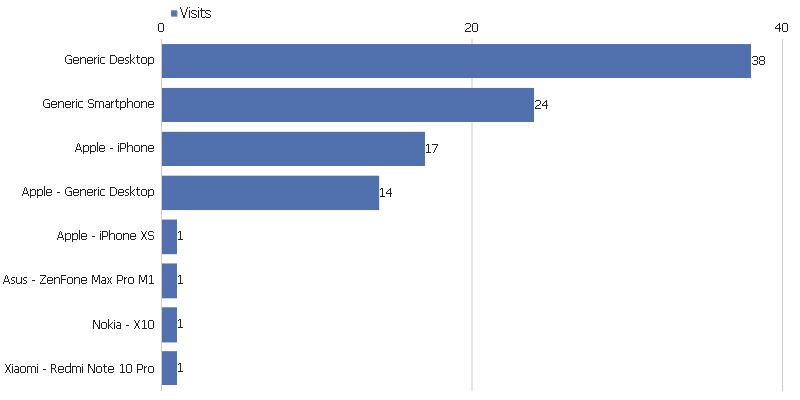 Visits
0 20 40
Generic Desktop 38
Generic Smartphone 24
Apple - iPhone 17
Apple - Generic Desktop 14
Apple - iPhone XS 1
Asus - ZenFone Max Pro M1 1
Nokia - X10 1
Xiaomi - Redmi Note 10 Pro 1